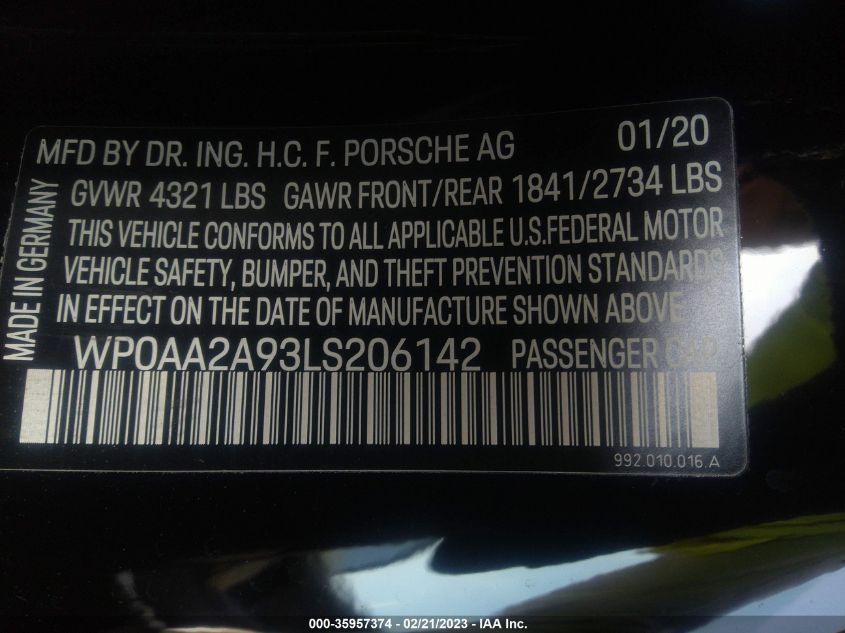 MFD BY DR. ING. H.C. F. PORSCHE AG 01/20
GVWR 4321 LBS GAWR FRONT/REAR 1841/2734 LBS
THIS VEHICLE CONFORMS TO ALL APPLICABLE U.S.FEDERAL MOTOR
VEHICLE SAFETY, BUMPER, AND THEFT PREVENTION STANDARDS
IN EFFECT ON THE DATE OF MANUFACTURE SHOWN ABOVE
WP0AA2A93LS206142 PASSENGER CAR
992.010.016.A
MADE IN GERMANY
000-35957374 / 02/21/2023 - IAA Inc.